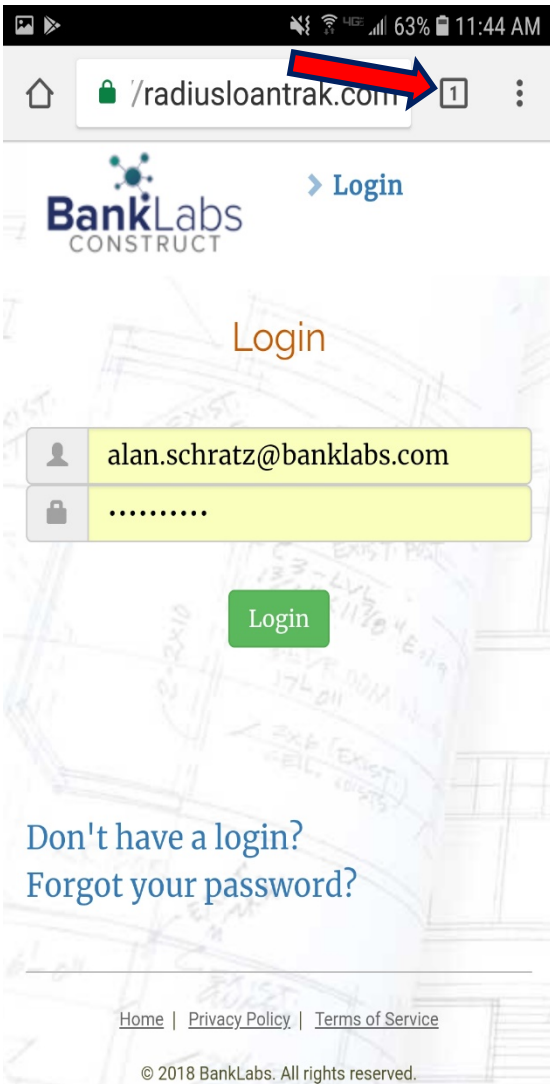 63% 11:44 AM
/radiusloantrak.com 1
BankLabs
CONSTRUCT
Login
Login
alan.schratz@banklabs.com
••••••••••
Login
Don't have a login?
Forgot your password?
Home | Privacy Policy | Terms of Service
© 2018 BankLabs. All rights reserved.